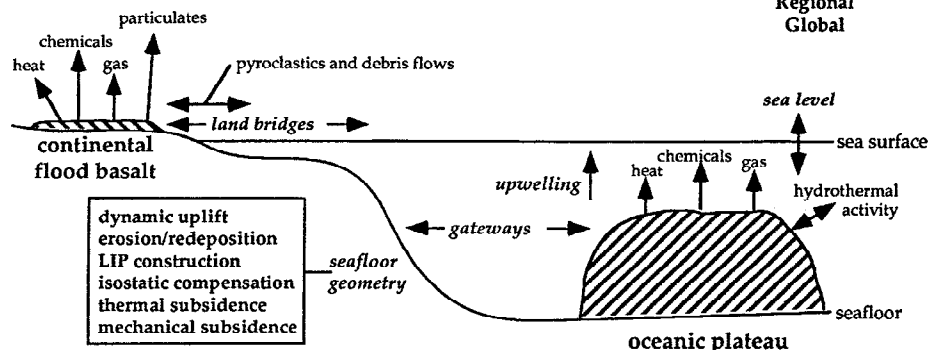 Regional
Global
particulates
chemicals
heat
gas
pyroclastics and debris flows
land bridges
sea level
continental
flood basalt
sea surface
chemicals
heat
gas
upwelling
hydrothermal
activity
gateways
dynamic uplift
erosion/redeposition
LIP construction
isostatic compensation
thermal subsidence
mechanical subsidence
seafloor
geometry
seafloor
oceanic plateau